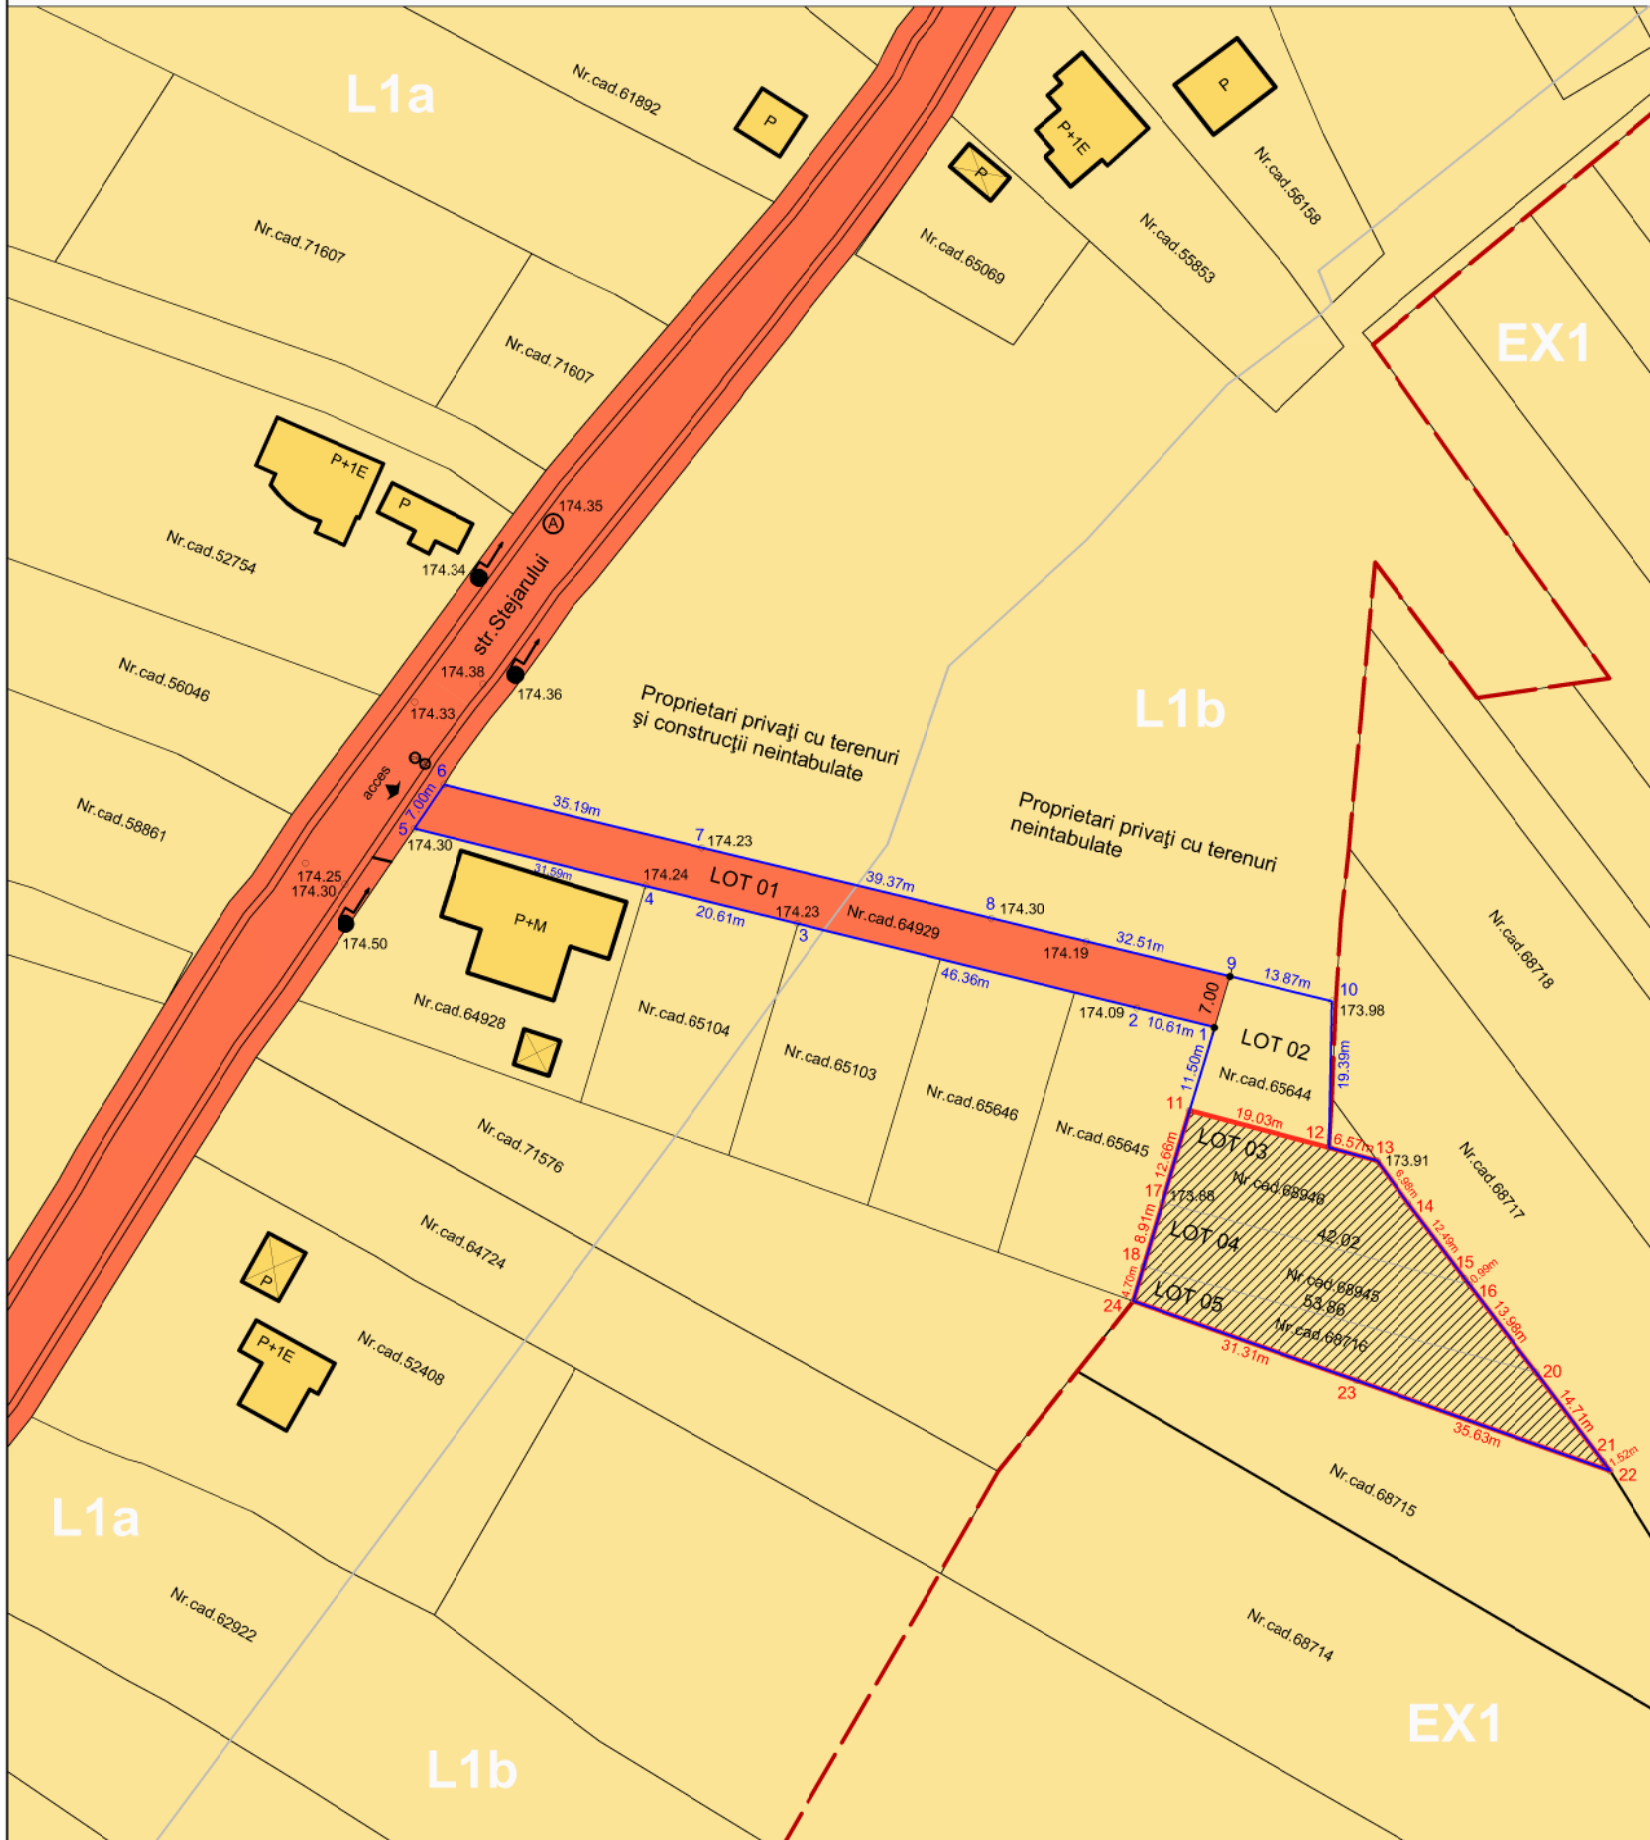 L1a
Nr.cad.61892
P
P+1E
P
P
Nr.cad.56158
Nr.cad.71607
Nr.cad.65069
Nr.cad.55853
Nr.cad.71607
EX1
P+1E
P
174.35
A
Nr.cad.52754
174.34
str.Stejarului
174.38
174.36
Nr.cad.56046
174.33
Proprietari privaţi cu terenuri
şi construcţii neintabulate
L1b
acces
6
7.00m
5
35.19m
Nr.cad.58861
Proprietari privaţi cu terenuri
neintabulate
174.30
7
174.23
31.59m
174.25
174.30
174.24
LOT 01
39.37m
4
20.61m
174.23
3
Nr.cad.64929
8
174.30
P+M
174.50
174.19
32.51m
Nr.cad.68718
9
13.87m
46.36m
7.00
10
173.98
Nr.cad.64928
Nr.cad.65104
174.09
2
10.61m
1
LOT 02
Nr.cad.65103
11.50m
Nr.cad.65644
19.39m
Nr.cad.65646
11
19.03m
12
6.57m
13
173.91
Nr.cad.71576
Nr.cad.65645
LOT 03
12.66m
Nr.cad.68946
6.98m
Nr.cad.68717
17
173.88
14
8.91m
LOT 04
42.02
12.49m
Nr.cad.64724
18
15
0.99m
16
P
4.70m
LOT 05
Nr.cad.68945
53.86
24
Nr.cad.68716
13.98m
P+1E
Nr.cad.52408
31.31m
23
20
14.71m
35.63m
21
1.52m
22
Nr.cad.68715
L1a
Nr.cad.62922
Nr.cad.68714
EX1
L1b